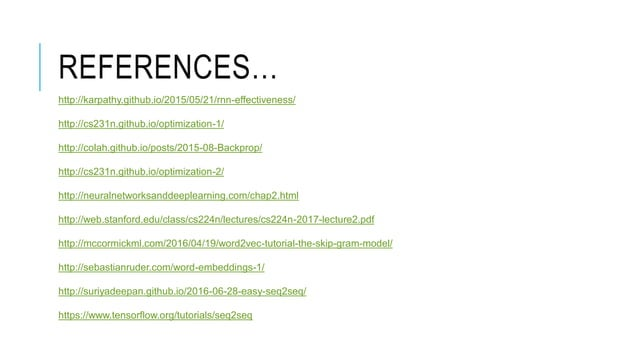 REFERENCES…
http://karpathy.github.io/2015/05/21/rnn-effectiveness/
http://cs231n.github.io/optimization-1/
http://colah.github.io/posts/2015-08-Backprop/
http://cs231n.github.io/optimization-2/
http://neuralnetworksanddeeplearning.com/chap2.html
http://web.stanford.edu/class/cs224n/lectures/cs224n-2017-lecture2.pdf
http://mccormickml.com/2016/04/19/word2vec-tutorial-the-skip-gram-model/
http://sebastianruder.com/word-embeddings-1/
http://suriyadeepan.github.io/2016-06-28-easy-seq2seq/
https://www.tensorflow.org/tutorials/seq2seq